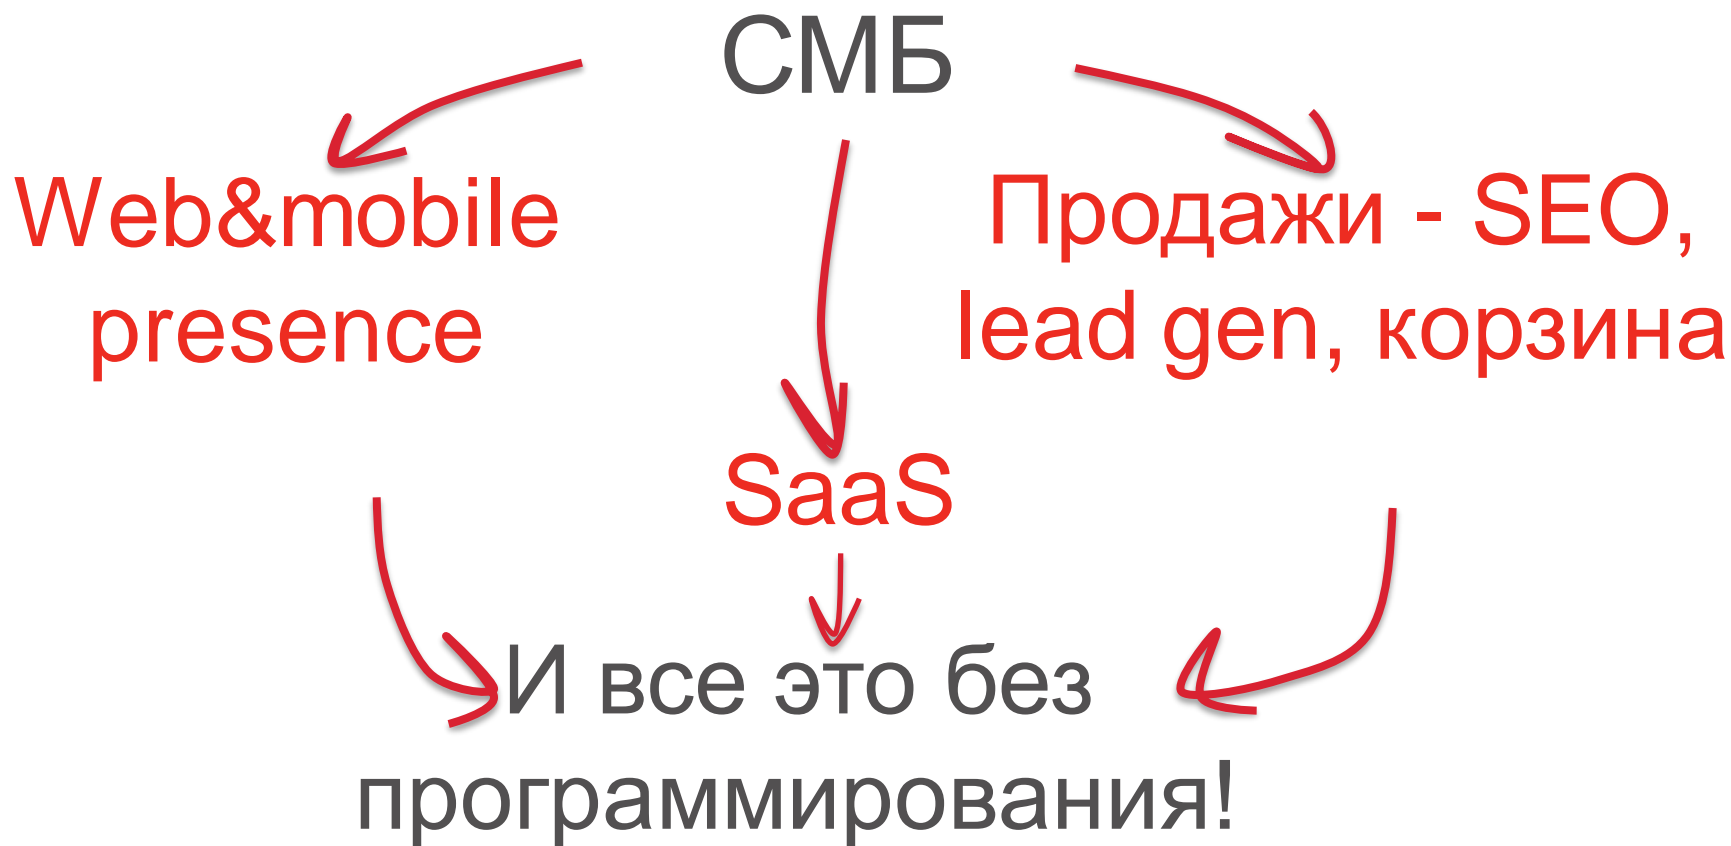 СМБ
Web&mobile
presence
Продажи - SEO,
lead gen, корзина
SaaS
И все это без
программирования!